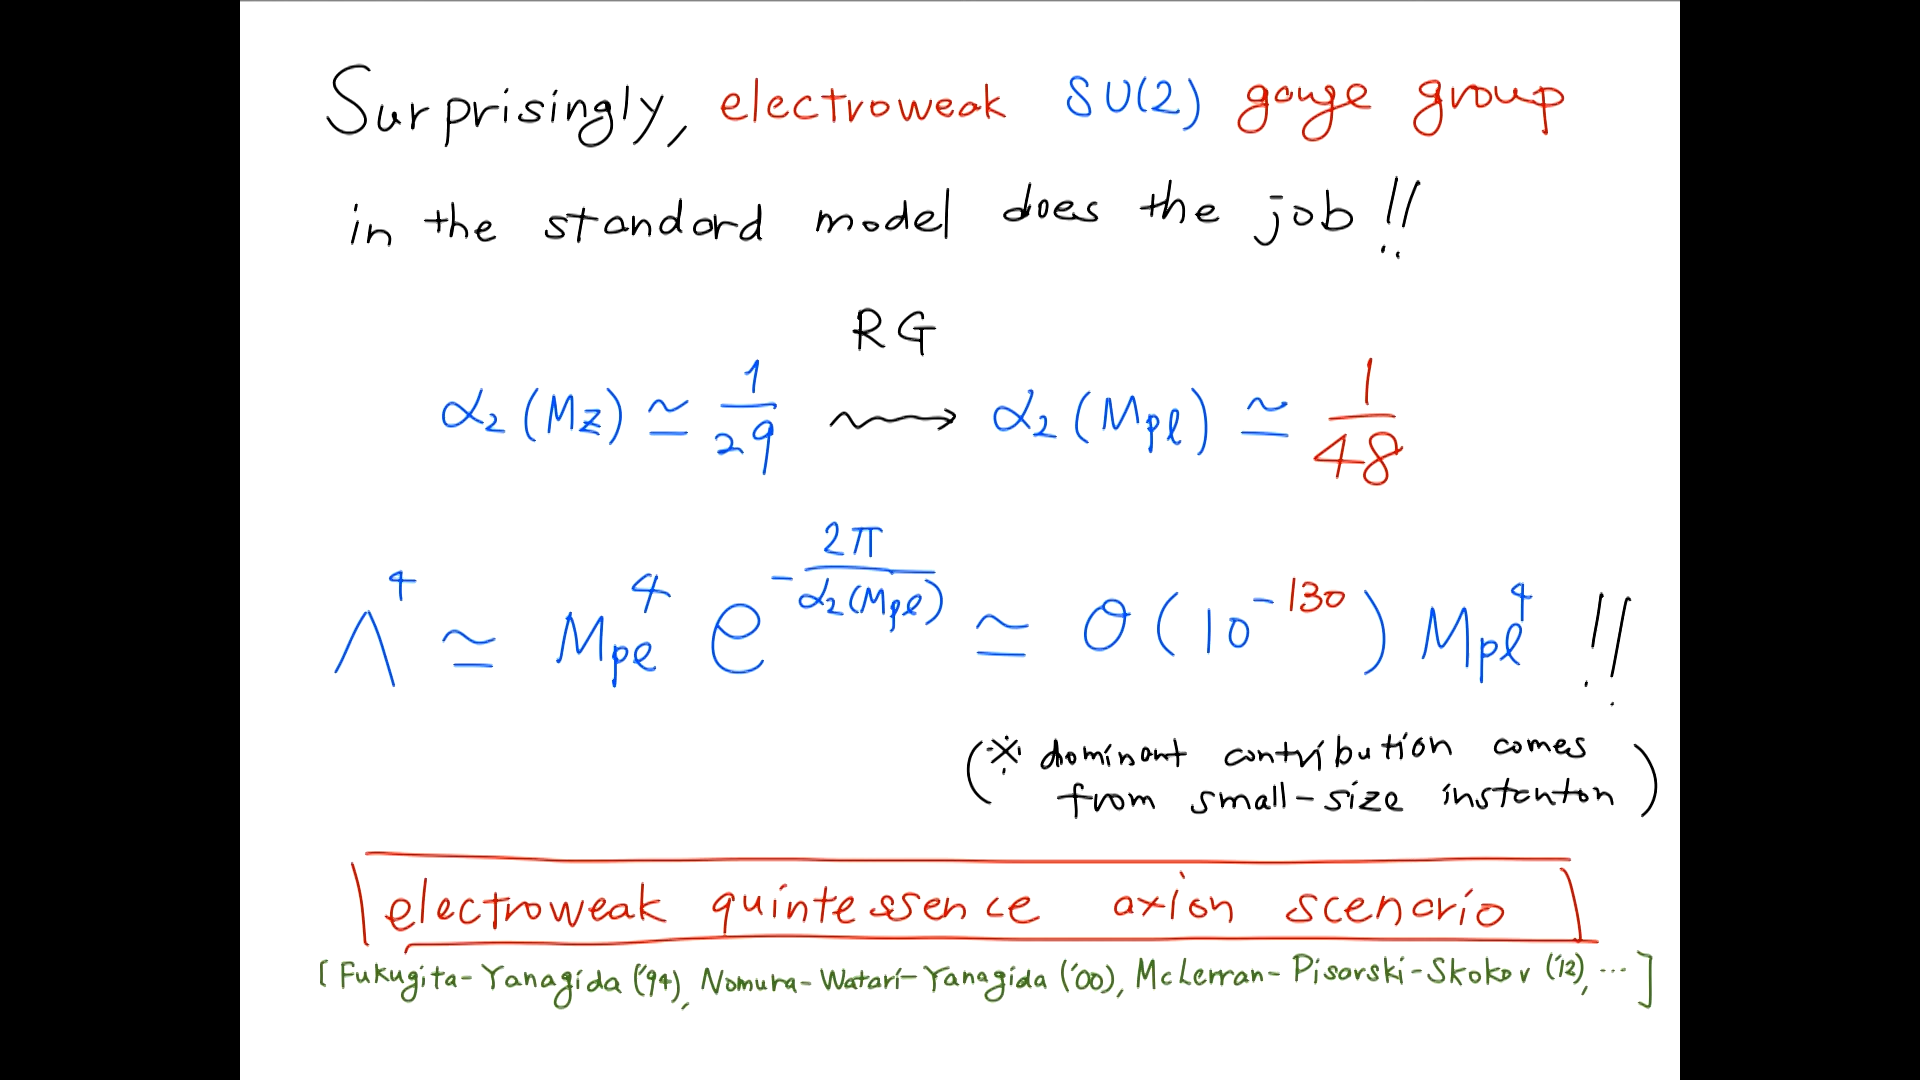 Surprisingly, electroweak SU(2) gauge group
in the standard model does the job!!
RG
α₂(Mz) ≃ 1/29 ⇝ α₂(Mpl) ≃ 1/48
Λ⁴ ≃ Mpl⁴ e^{-2π/α₂(Mpl)} ≃ O(10^{-130}) Mpl⁴ !!
(※ dominant contribution comes
from small-size instanton)
electroweak quintessence axion scenario
[Fukugita-Yanagida ('94), Nomura-Watari-Yanagida ('00), McLerran-Pisarski-Skokov ('12), ...]